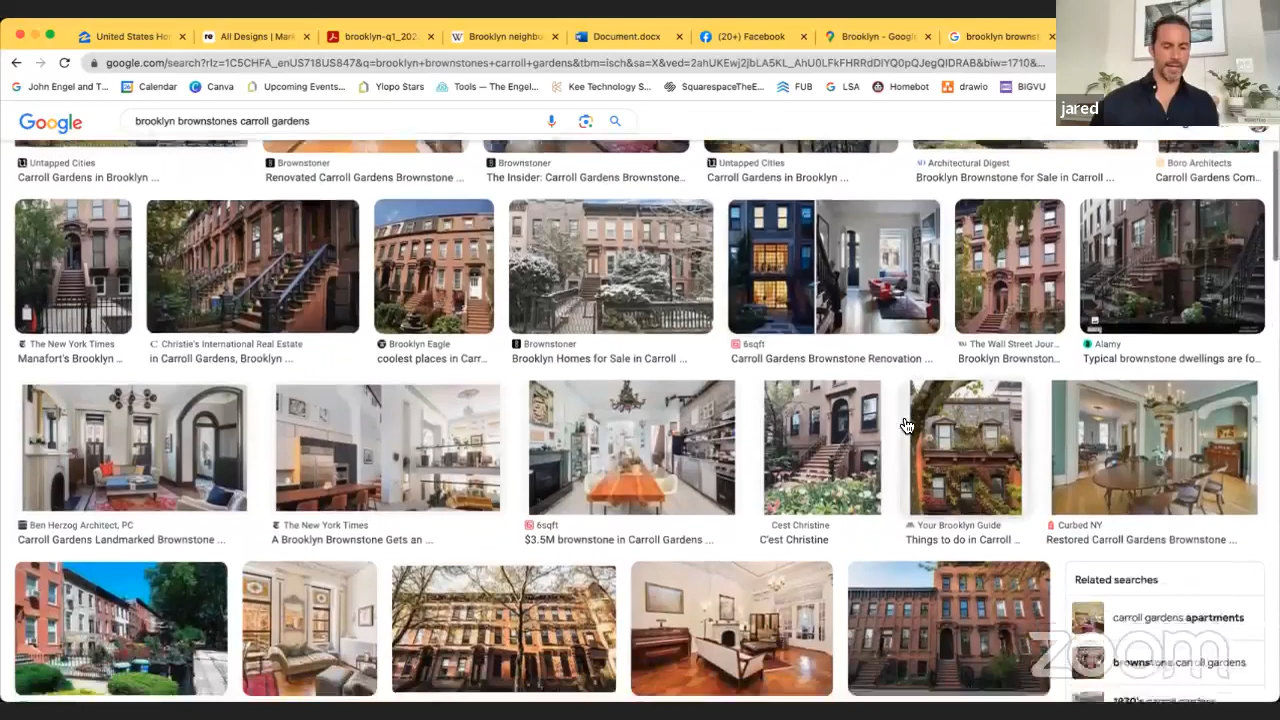 United States Ho
All Designs | Mark
brooklyn-q1_202
Brooklyn neighbo
Document.docx
(20+) Facebook
Brooklyn - Google
brooklyn brownst
google.com/search?rlz=1C5CHFA_enUS718US847&q=brooklyn+brownstones+carroll+gardens&tbm=isch&sa=X&ved=2ahUKEwj2jbLA5KL_AhU0LFkFHRRdDIYQ0pQJegQIDRAB&biw=1710&...
John Engel and T...
Calendar
Canva
Upcoming Events...
Ylopo Stars
Tools — The Engel...
Kee Technology S...
SquarespaceTheE...
FUB
LSA
Homebot
drawio
BIGVU
jared
Google
brooklyn brownstones carroll gardens
Untapped Cities
Brownstoner
Brownstoner
Untapped Cities
Architectural Digest
Boro Architects
Carroll Gardens in Brooklyn ...
Renovated Carroll Gardens Brownstone ...
The Insider: Carroll Gardens Brownstone...
Carroll Gardens in Brooklyn ...
Brooklyn Brownstone for Sale in Carroll ...
Carroll Gardens Com...
The New York Times
Christie's International Real Estate
Brooklyn Eagle
Brownstoner
6sqft
The Wall Street Jour...
Alamy
Manafort's Brooklyn ...
in Carroll Gardens, Brooklyn ...
coolest places in Carr...
Brooklyn Homes for Sale in Carroll ...
Carroll Gardens Brownstone Renovation ...
Brooklyn Brownston...
Typical brownstone dwellings are fo...
Ben Herzog Architect, PC
The New York Times
6sqft
Cest Christine
Your Brooklyn Guide
Curbed NY
Carroll Gardens Landmarked Brownstone ...
A Brooklyn Brownstone Gets an ...
$3.5M brownstone in Carroll Gardens ...
C'est Christine
Things to do in Carroll ...
Restored Carroll Gardens Brownstone ...
Related searches
carroll gardens apartments
brownstone carroll gardens
zoom